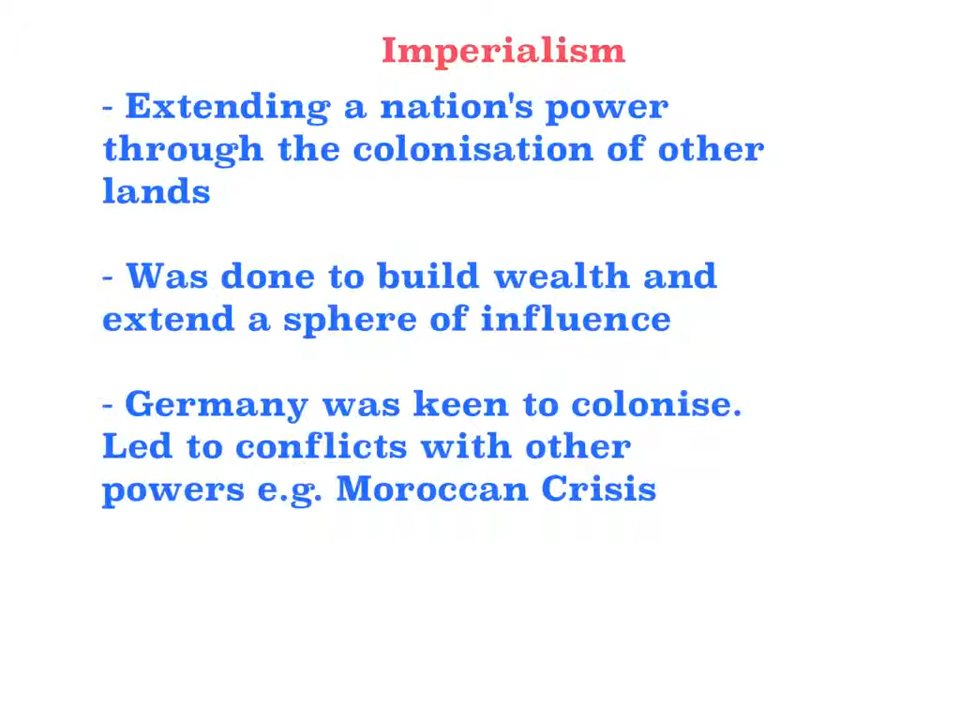 Imperialism
- Extending a nation's power
through the colonisation of other
lands
- Was done to build wealth and
extend a sphere of influence
- Germany was keen to colonise.
Led to conflicts with other
powers e.g. Moroccan Crisis